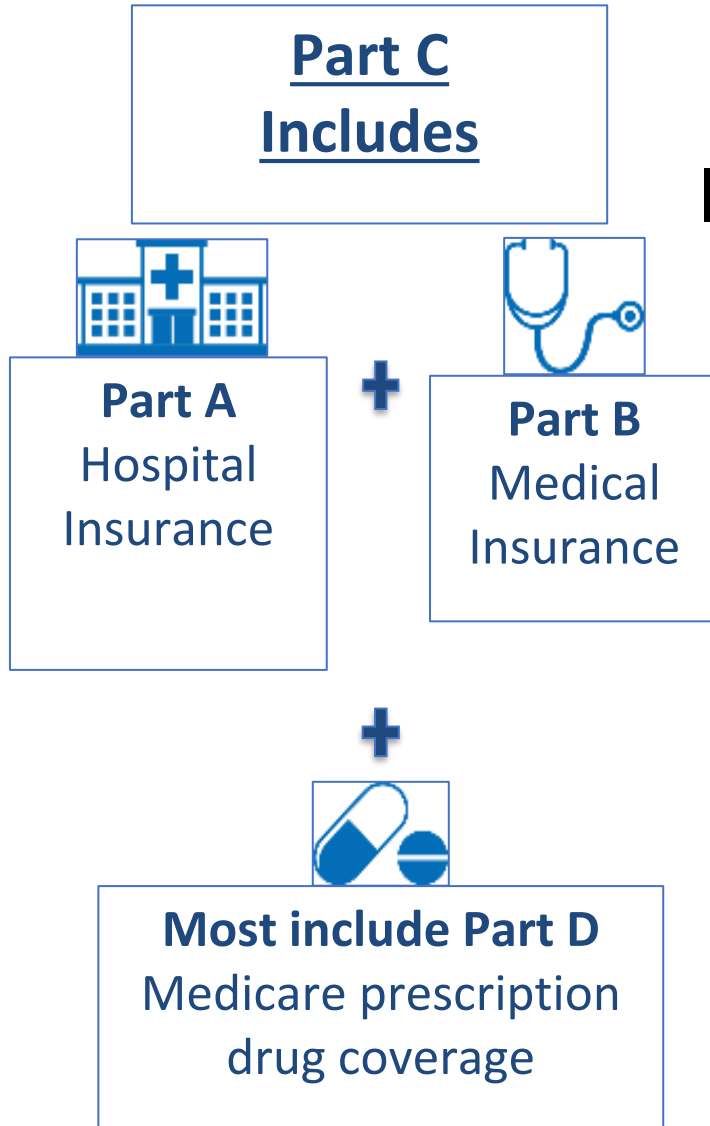 Part C
Includes
Part A
Hospital
Insurance
Part B
Medical
Insurance
Most include Part D
Medicare prescription
drug coverage